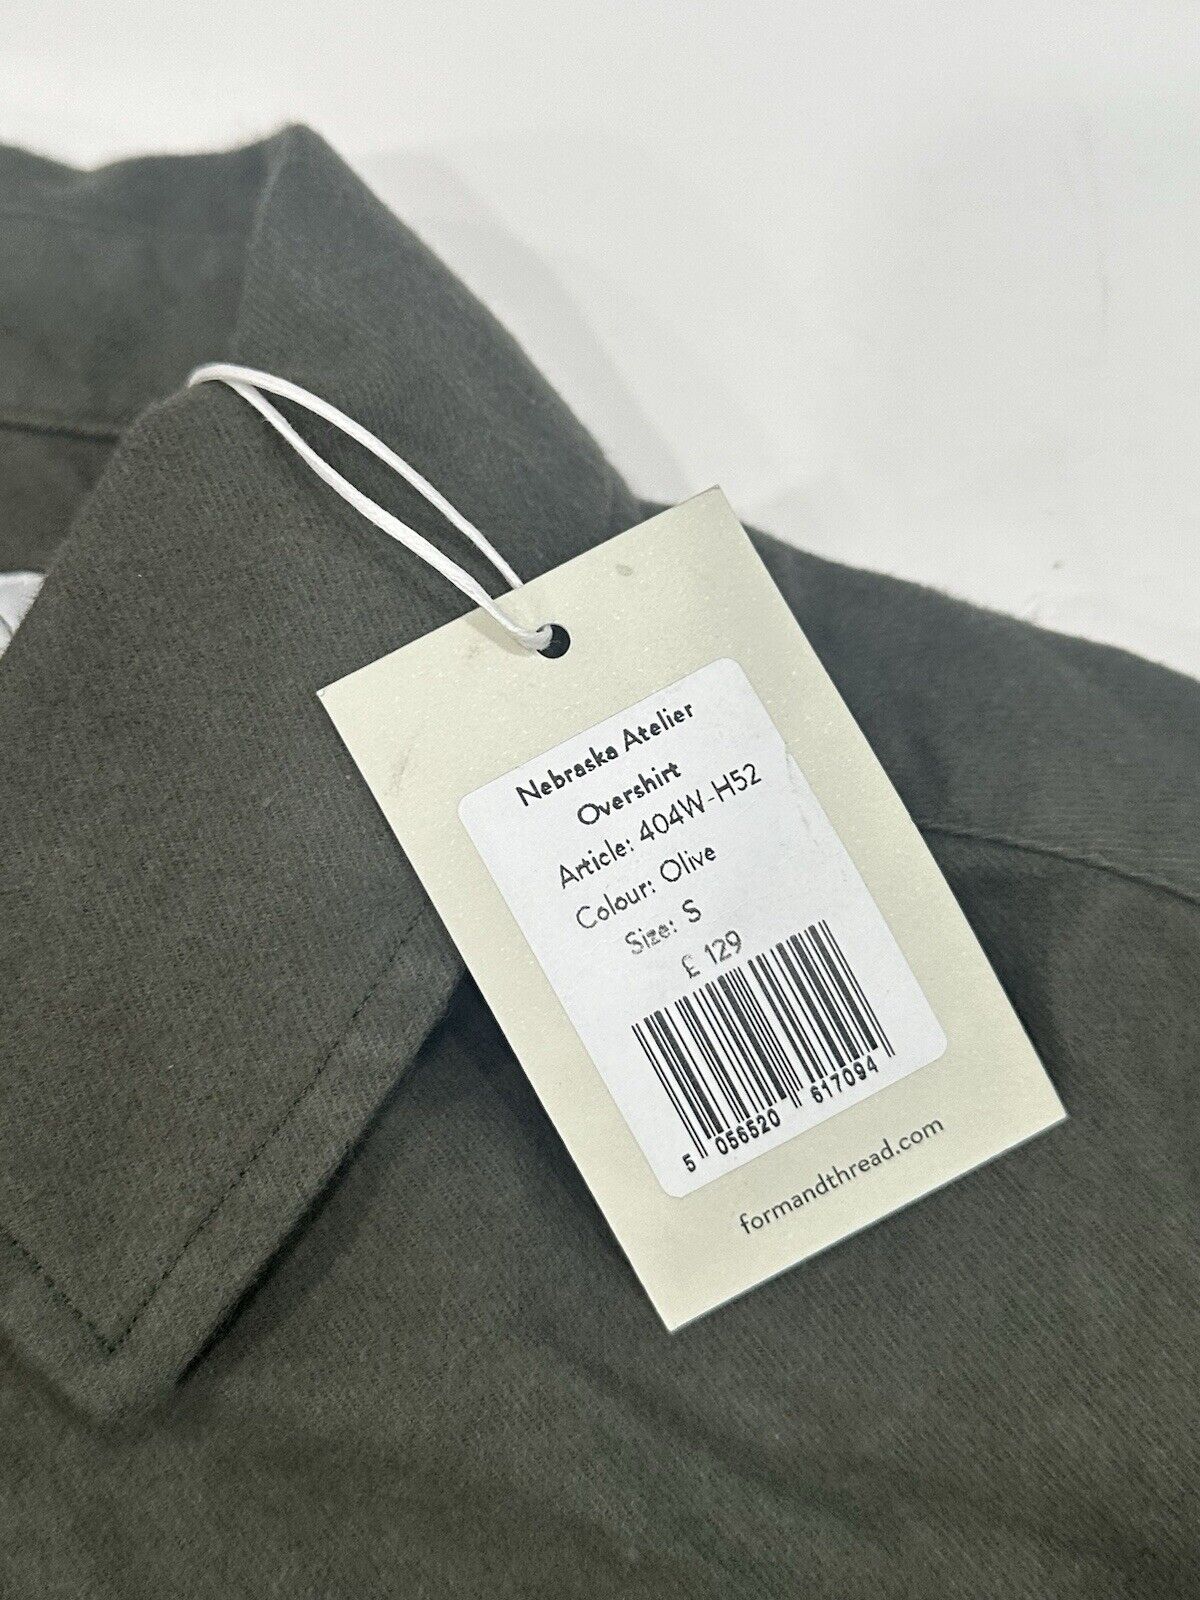 Nebraska Atelier
Overshirt
Article: 404W-H52
Colour: Olive
Size: S
£ 129
5 056520 617094
formandthread.com